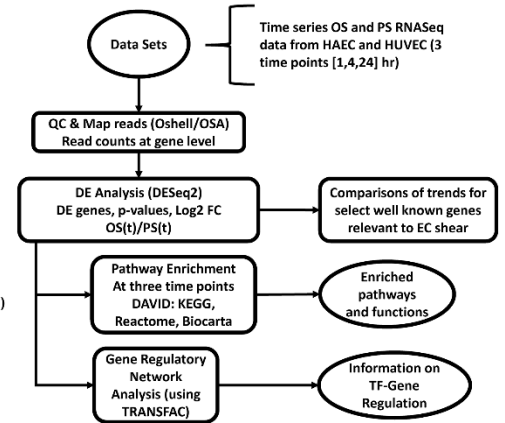 Data Sets
Time series OS and PS RNASeq
data from HAEC and HUVEC (3
time points [1,4,24] hr)
QC & Map reads (Oshell/OSA)
Read counts at gene level
DE Analysis (DESeq2)
DE genes, p-values, Log2 FC
OS(t)/PS(t)
Comparisons of trends for
select well known genes
relevant to EC shear
Pathway Enrichment
At three time points
DAVID: KEGG,
Reactome, Biocarta
Enriched
pathways
and functions
)
Gene Regulatory
Network
Analysis (using
TRANSFAC)
Information on
TF-Gene
Regulation